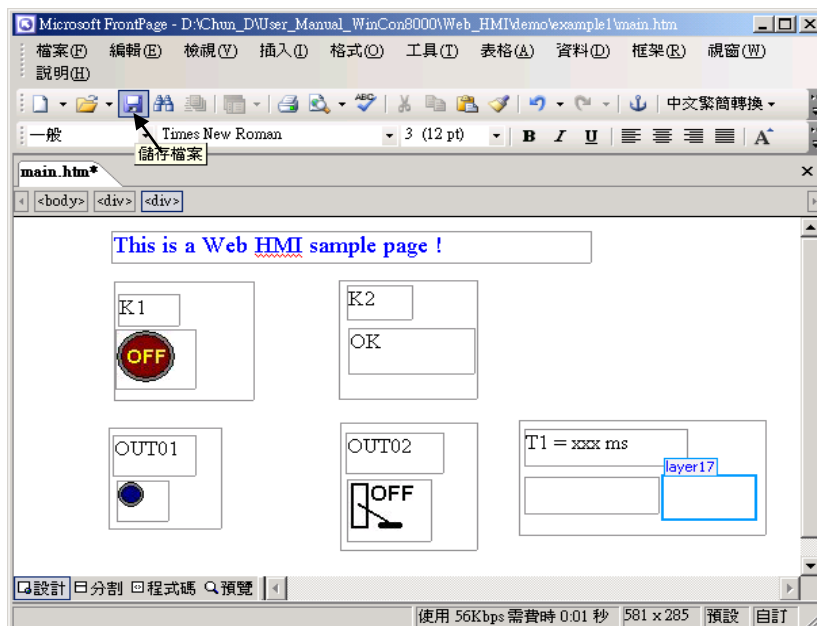 Microsoft FrontPage - D:\Chun_D\User_Manual_WinCon8000\Web_HMI\demo\example1\main.htm
檔案(F) 編輯(E) 檢視(V) 插入(I) 格式(O) 工具(T) 表格(A) 資料(D) 框架(R) 視窗(W)
說明(H)
ABC 中文繁簡轉換
一般 Times New Roman 3 (12 pt) B I U A
儲存檔案
main.htm*
<body> <div> <div>
This is a Web HMI sample page !
K1 K2
OFF OK
OUT01 OUT02 T1 = xxx ms
layer17
OFF
設計 分割 程式碼 預覽
使用 56Kbps 需費時 0:01 秒 581 x 285 預設 自訂